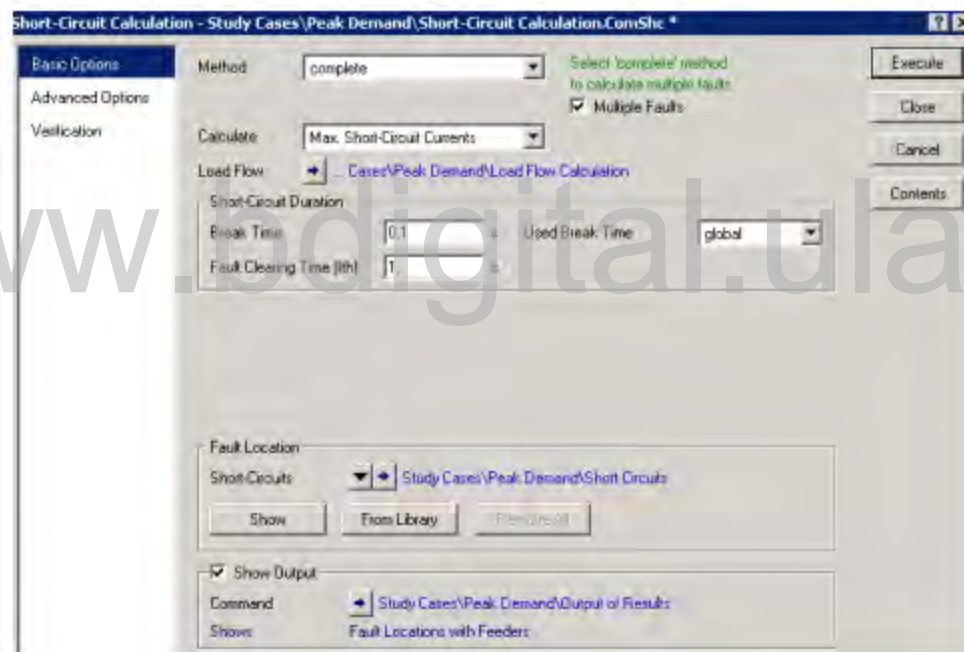 Short-Circuit Calculation - Study Cases\Peak Demand\Short-Circuit Calculation.ComShc *
Basic Options
Advanced Options
Verification
Method
complete
Select 'complete' method
to calculate multiple faults
Multiple Faults
Calculate
Max. Short-Circuit Currents
Load Flow
... Cases\Peak Demand\Load Flow Calculation
Short-Circuit Duration
Break Time
0,1
s
Used Break Time
global
Fault Clearing Time (Ith)
1,
s
Fault Location
Short-Circuits
Study Cases\Peak Demand\Short Circuits
Show
From Library
Remove All
Show Output
Command
Study Cases\Peak Demand\Output of Results
Shows
Fault Locations with Feeders
Execute
Close
Cancel
Contents
ww.bdigital.ula